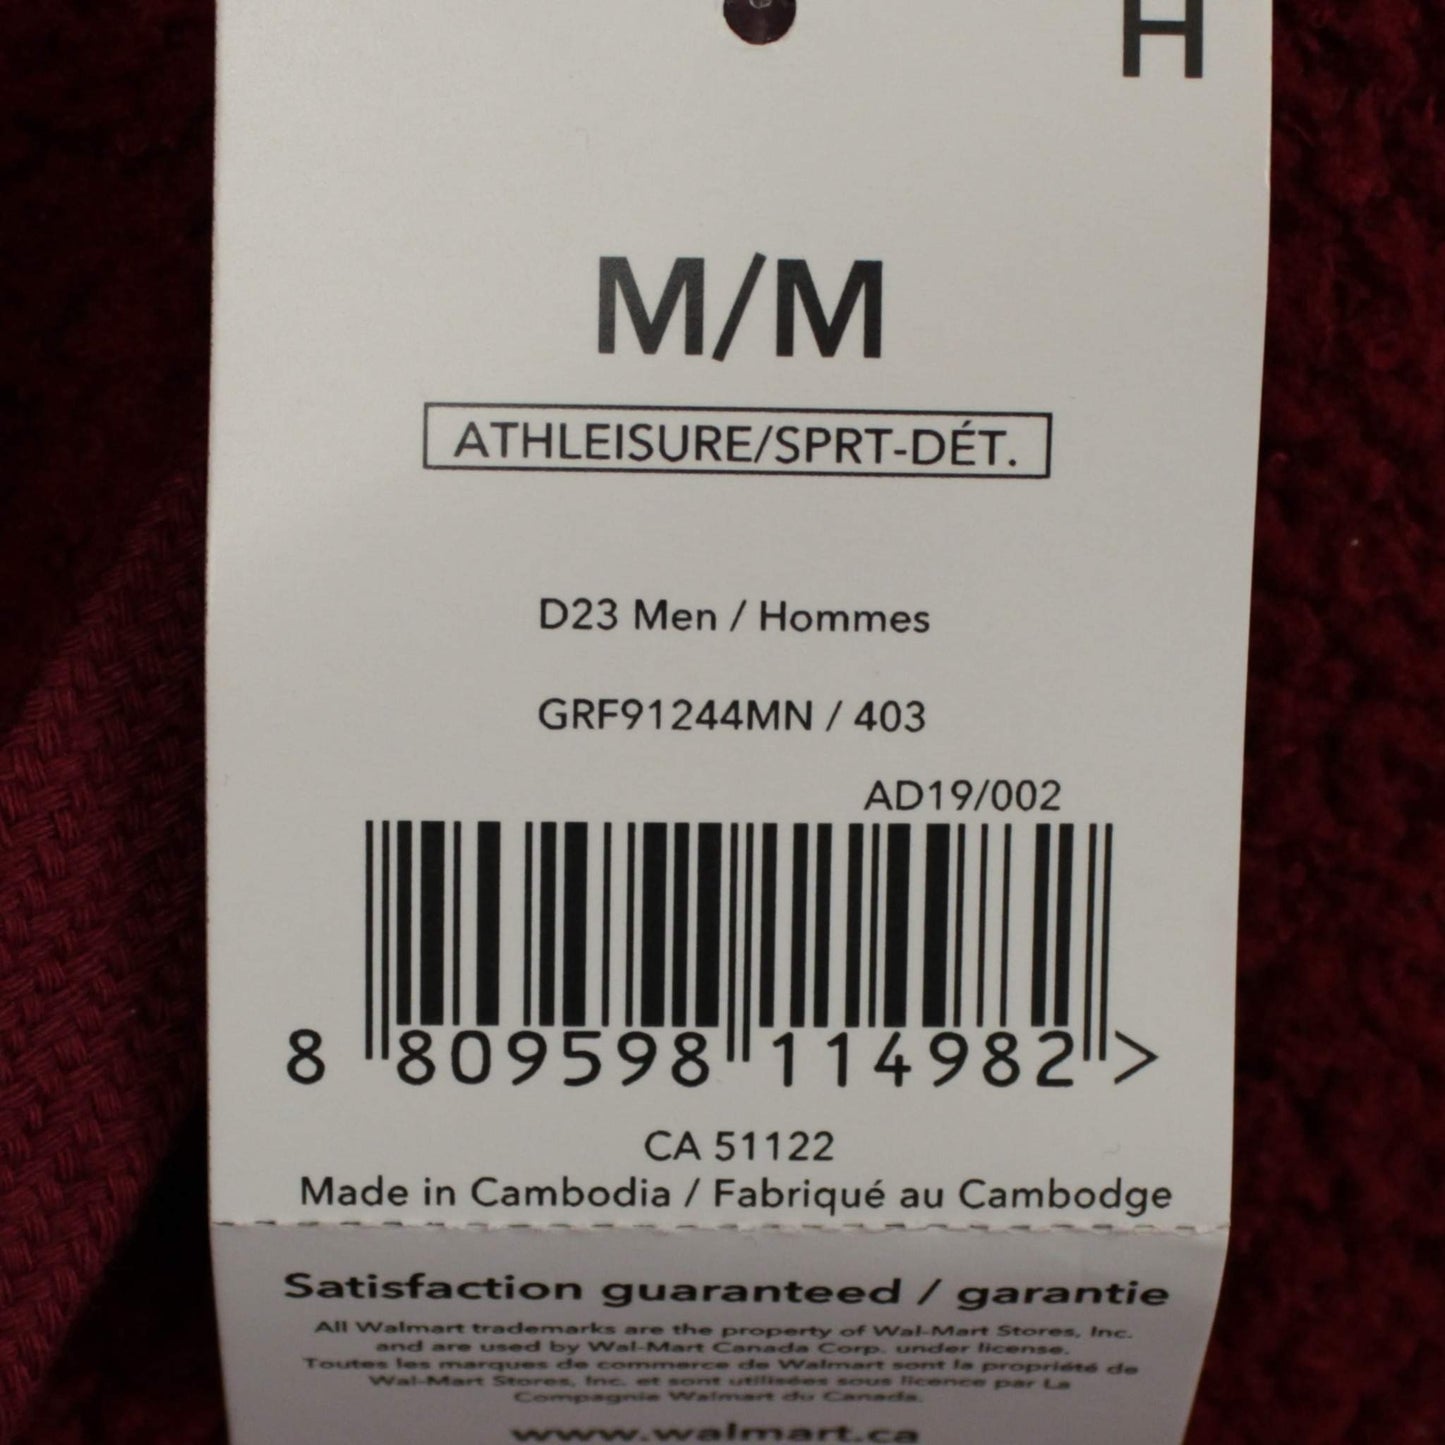 H
M/M
ATHLEISURE/SPRT-DÉT.
D23 Men / Hommes
GRF91244MN / 403
AD19/002
8 809598 114982 >
CA 51122
Made in Cambodia / Fabriqué au Cambodge
Satisfaction guaranteed / garantie
All Walmart trademarks are the property of Wal-Mart Stores, Inc.
and are used by Wal-Mart Canada Corp. under license.
Toutes les marques de commerce de Walmart sont la propriété de
Wal-Mart Stores, Inc. et sont utilisées sous licence par La
Compagnie Walmart du Canada.
www.walmart.ca